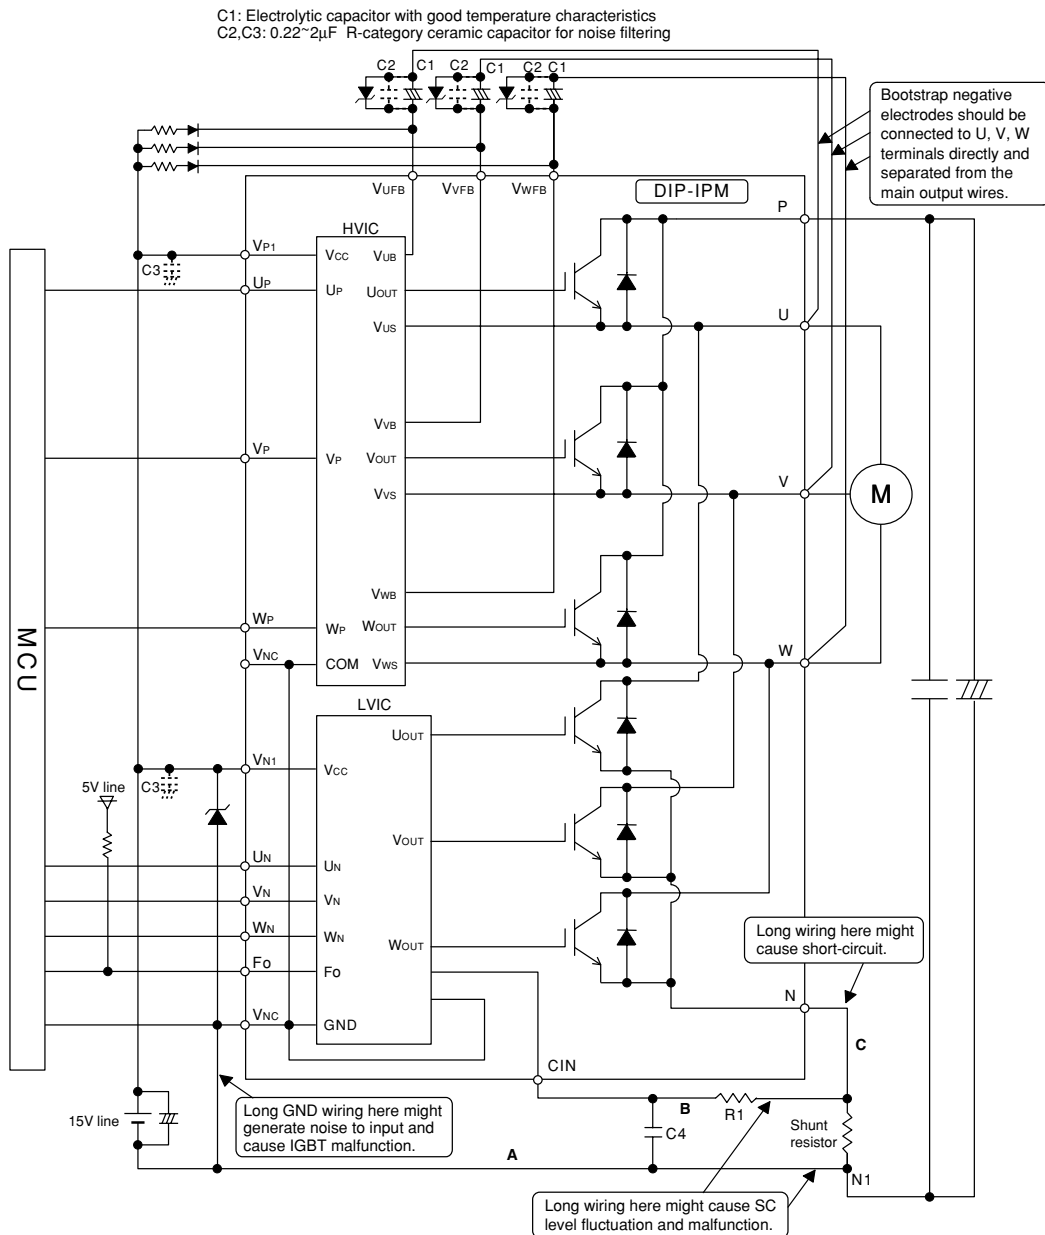 C1: Electrolytic capacitor with good temperature characteristics
C2,C3: 0.22~2μF R-category ceramic capacitor for noise filtering
C2 C1 C2 C1 C2 C1
Bootstrap negative
electrodes should be
connected to U, V, W
terminals directly and
separated from the
main output wires.
VUFB VVFB VWFB
DIP-IPM
P
HVIC
VP1
VCC
VUB
C3
UP
UP
UOUT
U
VUS
VVB
VP
VP
VOUT
V
VVS
M
VWB
WP
WP
WOUT
W
VNC
COM
VWS
MCU
LVIC
UOUT
VN1
VCC
C3
5V line
VOUT
UN
UN
VN
VN
WN
WN
WOUT
Long wiring here might
cause short-circuit.
Fo
Fo
N
VNC
GND
C
CIN
15V line
Long GND wiring here might
generate noise to input and
cause IGBT malfunction.
B
R1
C4
Shunt
resistor
A
N1
Long wiring here might cause SC
level fluctuation and malfunction.